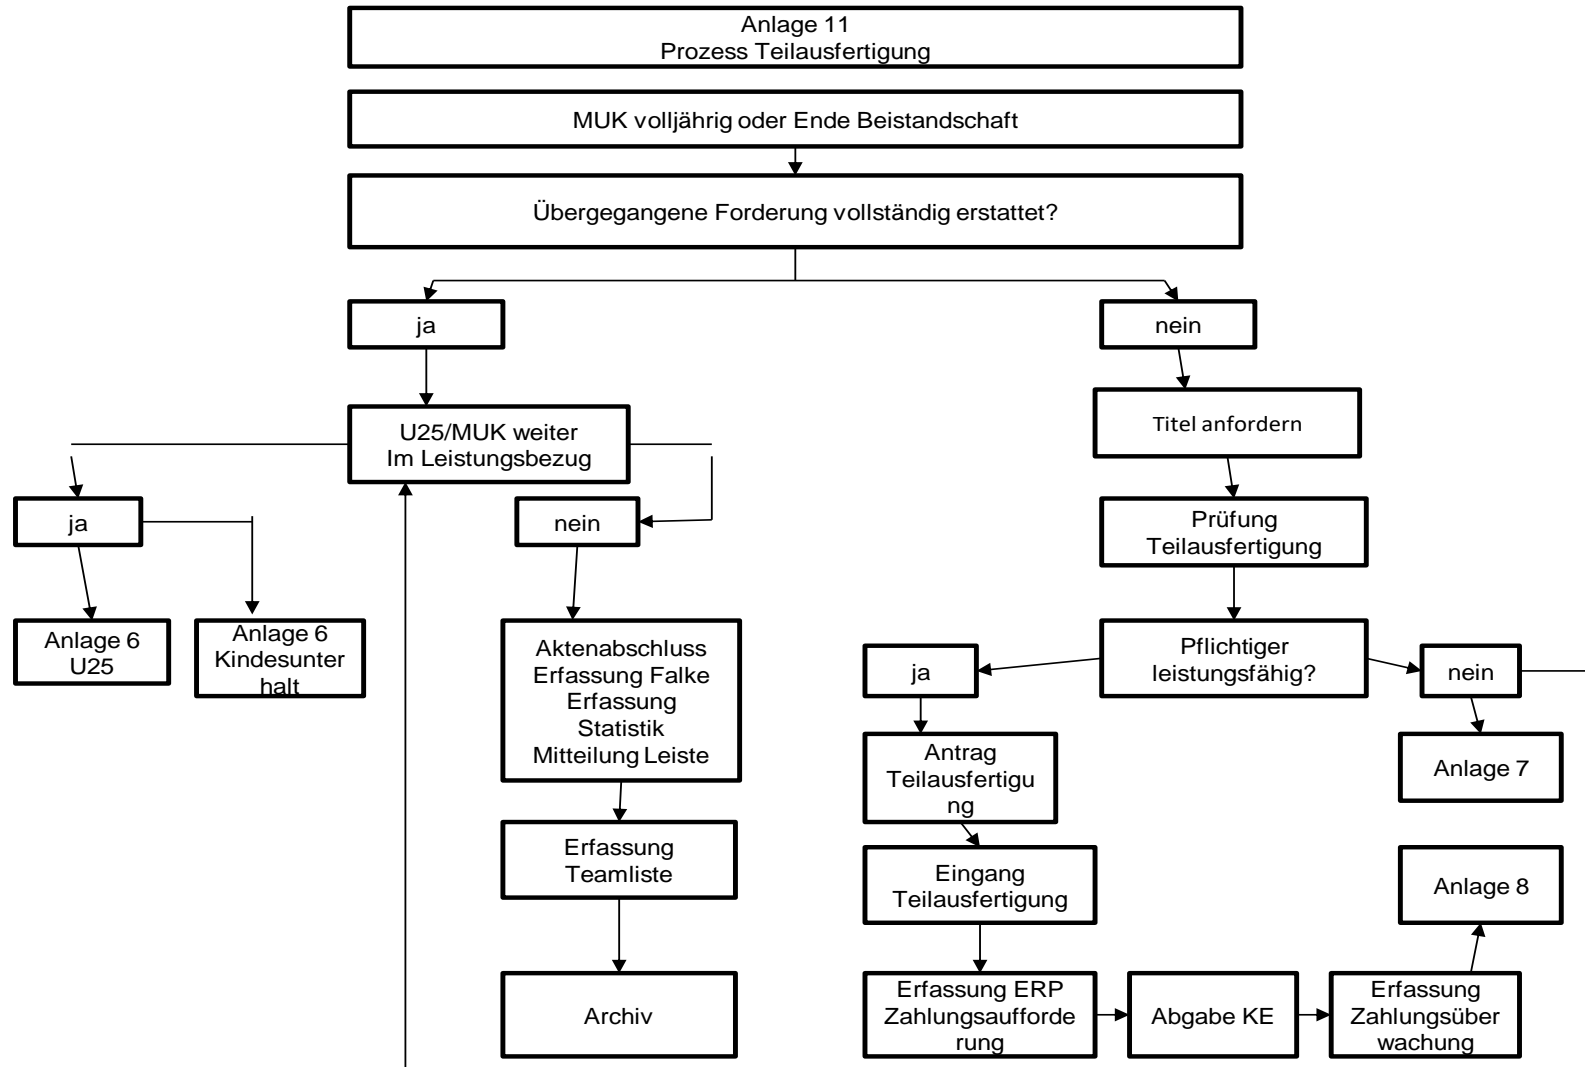 Anlage 11
Prozess Teilausfertigung
MUK volljährig oder Ende Beistandschaft
Übergegangene Forderung vollständig erstattet?
ja
nein
U25/MUK weiter
Im Leistungsbezug
Titel anfordern
ja
nein
Prüfung
Teilausfertigung
Anlage 6
U25
Anlage 6
Kindesunter
halt
Aktenabschluss
Erfassung Falke
Erfassung
Statistik
Mitteilung Leiste
ja
Pflichtiger
leistungsfähig?
nein
Antrag
Teilausfertigu
ng
Anlage 7
Erfassung
Teamliste
Eingang
Teilausfertigung
Anlage 8
Archiv
Erfassung ERP
Zahlungsaufforde
rung
Abgabe KE
Erfassung
Zahlungsüber
wachung